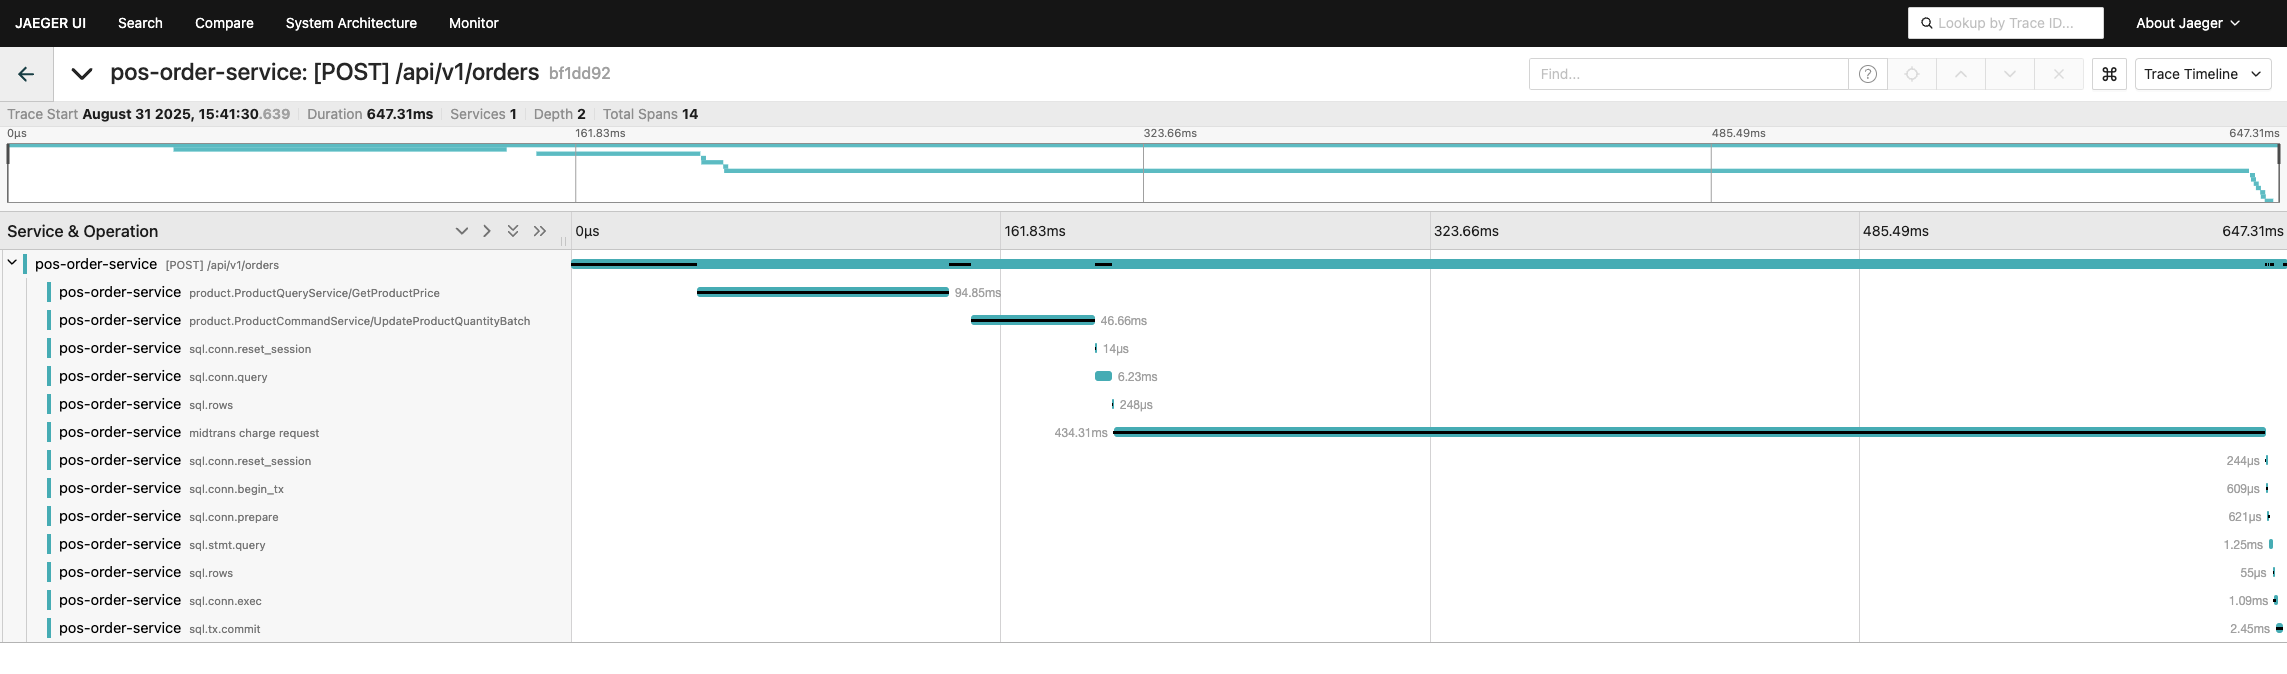 JAEGER UI Search Compare System Architecture Monitor Lookup by Trace ID... About Jaeger
pos-order-service: [POST] /api/v1/orders bf1dd92 Find... ? ⌘ Trace Timeline
Trace Start August 31 2025, 15:41:30.639 Duration 647.31ms Services 1 Depth 2 Total Spans 14
0μs 161.83ms 323.66ms 485.49ms 647.31ms
Service & Operation 0μs 161.83ms 323.66ms 485.49ms 647.31ms
pos-order-service [POST] /api/v1/orders
pos-order-service product.ProductQueryService/GetProductPrice 94.85ms
pos-order-service product.ProductCommandService/UpdateProductQuantityBatch 46.66ms
pos-order-service sql.conn.reset_session 14μs
pos-order-service sql.conn.query 6.23ms
pos-order-service sql.rows 248μs
pos-order-service midtrans charge request 434.31ms
pos-order-service sql.conn.reset_session 244μs
pos-order-service sql.conn.begin_tx 609μs
pos-order-service sql.conn.prepare 621μs
pos-order-service sql.stmt.query 1.25ms
pos-order-service sql.rows 55μs
pos-order-service sql.conn.exec 1.09ms
pos-order-service sql.tx.commit 2.45ms